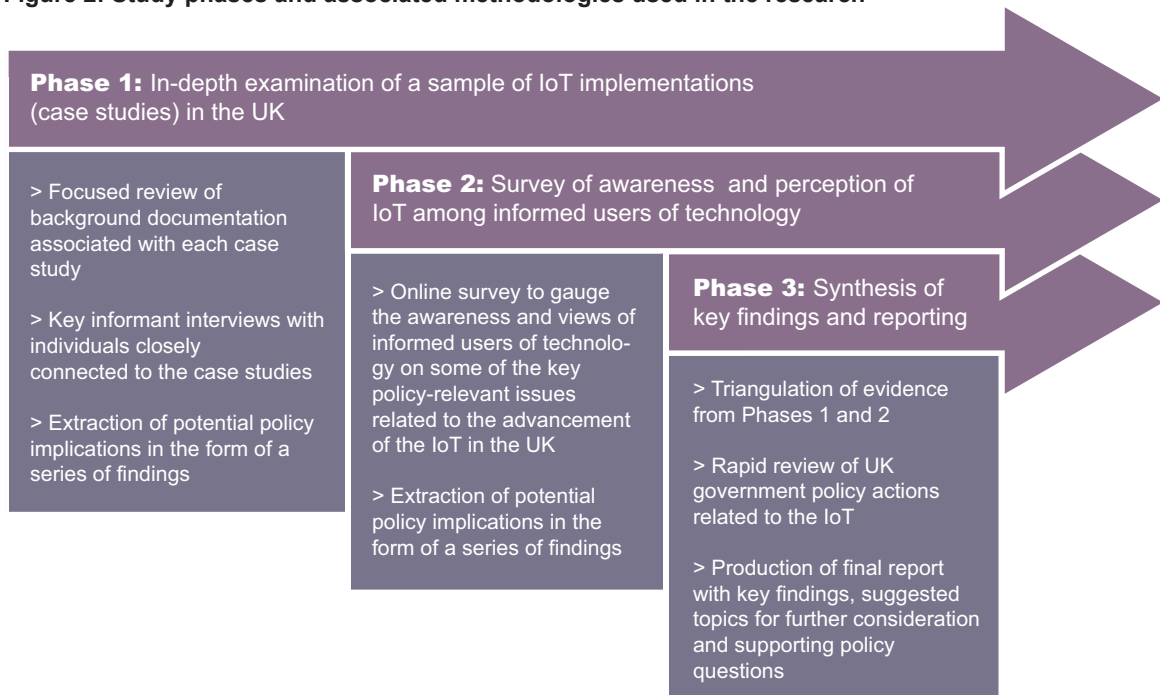 Figure 2: Study phases and associated methodologies used in the research
Phase 1: In-depth examination of a sample of IoT implementations
(case studies) in the UK
> Focused review of
background documentation
associated with each case
study
> Key informant interviews with
individuals closely
connected to the case studies
> Extraction of potential policy
implications in the form of a
series of findings
Phase 2: Survey of awareness and perception of
IoT among informed users of technology
> Online survey to gauge
the awareness and views of
informed users of technolo-
gy on some of the key
policy-relevant issues
related to the advancement
of the IoT in the UK
> Extraction of potential
policy implications in the
form of a series of findings
Phase 3: Synthesis of
key findings and reporting
> Triangulation of evidence
from Phases 1 and 2
> Rapid review of UK
government policy actions
related to the IoT
> Production of final report
with key findings, suggested
topics for further consideration
and supporting policy
questions